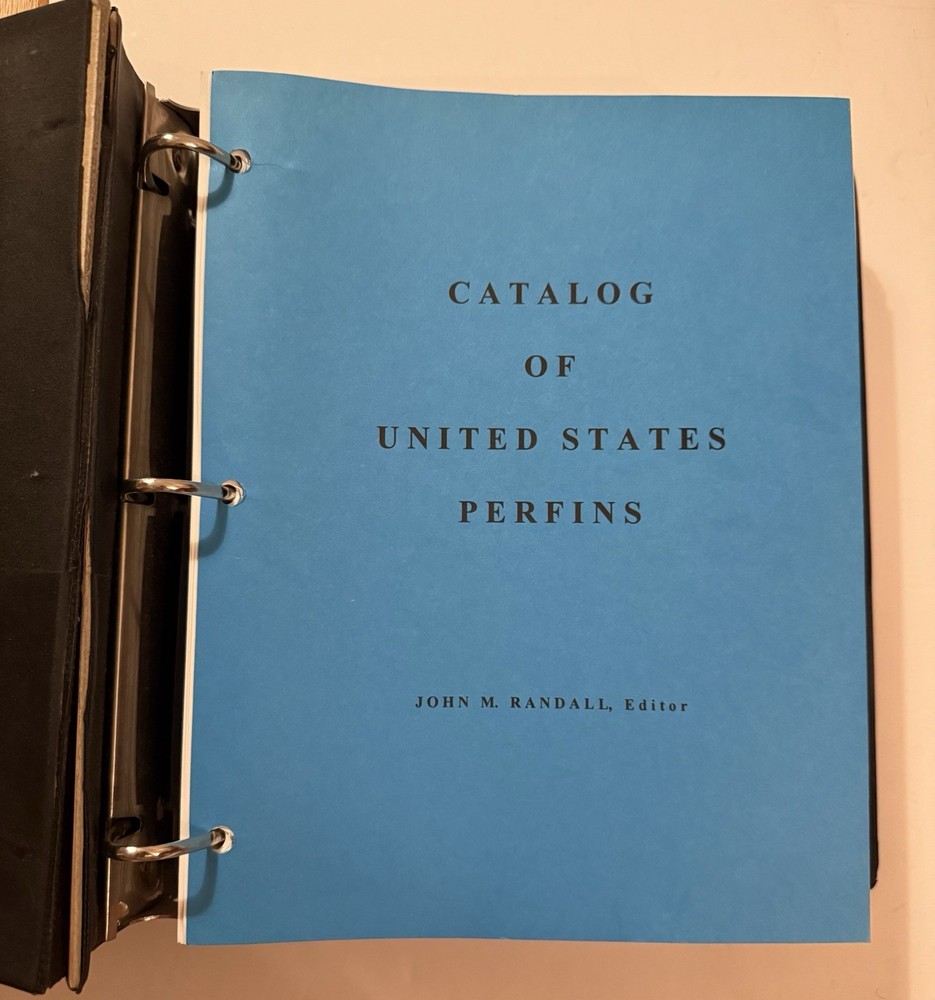 CATALOG
OF
UNITED STATES
PERFINS
JOHN M. RANDALL, Editor